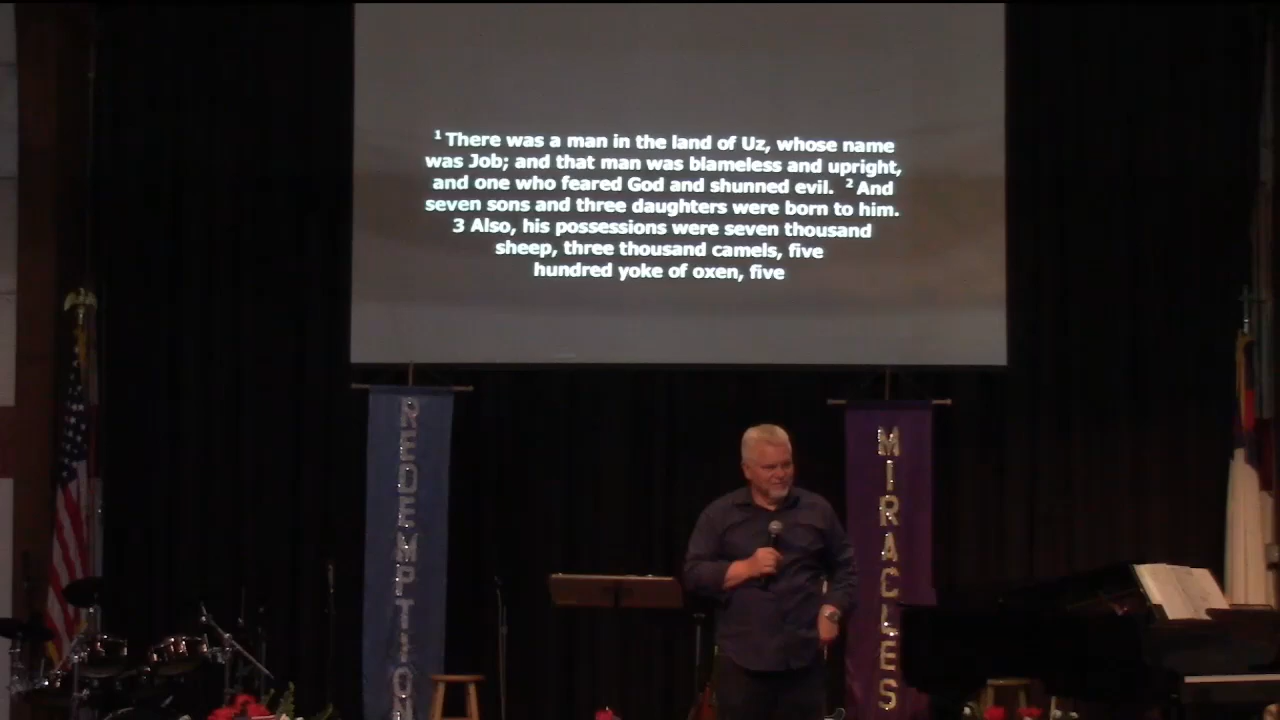 ¹ There was a man in the land of Uz, whose name
was Job; and that man was blameless and upright,
and one who feared God and shunned evil. ² And
seven sons and three daughters were born to him.
3 Also, his possessions were seven thousand
sheep, three thousand camels, five
hundred yoke of oxen, five
REDEMPTION
MIRACLES